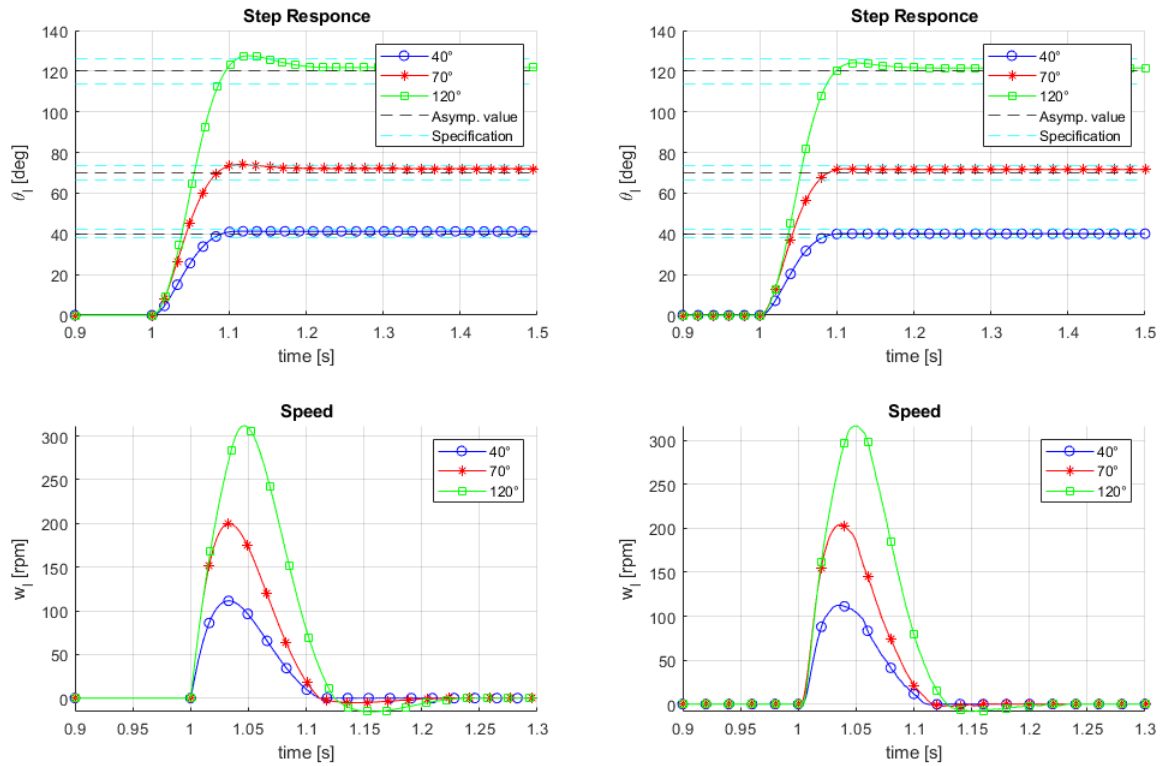 Step Responce
140
120
100
80
60
40
20
0
θl [deg]
0.9 1 1.1 1.2 1.3 1.4 1.5
time [s]
40°
70°
120°
Asymp. value
Specification
Step Responce
140
120
100
80
60
40
20
0
θl [deg]
0.9 1 1.1 1.2 1.3 1.4 1.5
time [s]
40°
70°
120°
Asymp. value
Specification
Speed
300
250
200
150
100
50
0
wl [rpm]
0.9 0.95 1 1.05 1.1 1.15 1.2 1.25 1.3
time [s]
40°
70°
120°
Speed
300
250
200
150
100
50
0
wl [rpm]
0.9 0.95 1 1.05 1.1 1.15 1.2 1.25 1.3
time [s]
40°
70°
120°